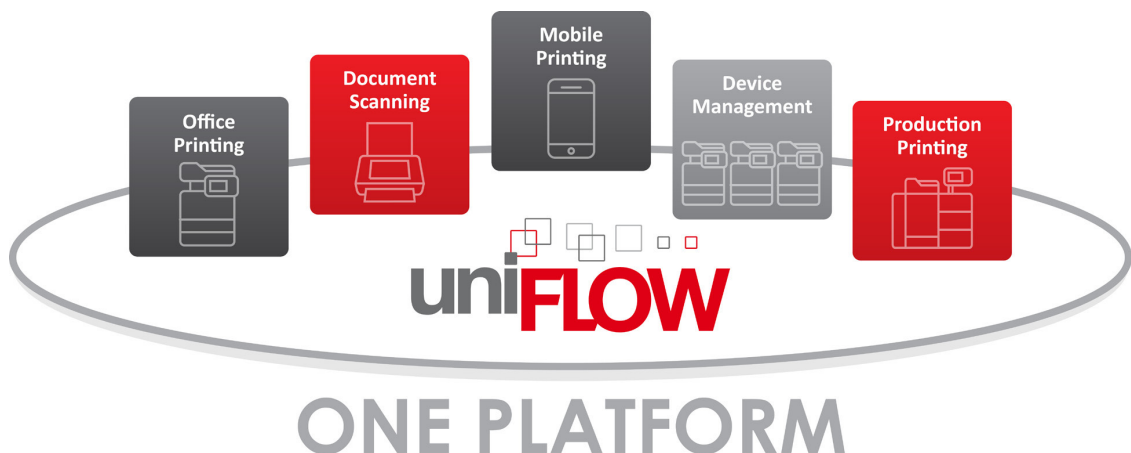 Mobile
Printing
Document
Scanning
Device
Management
Office
Printing
Production
Printing
uniFLOW
ONE PLATFORM